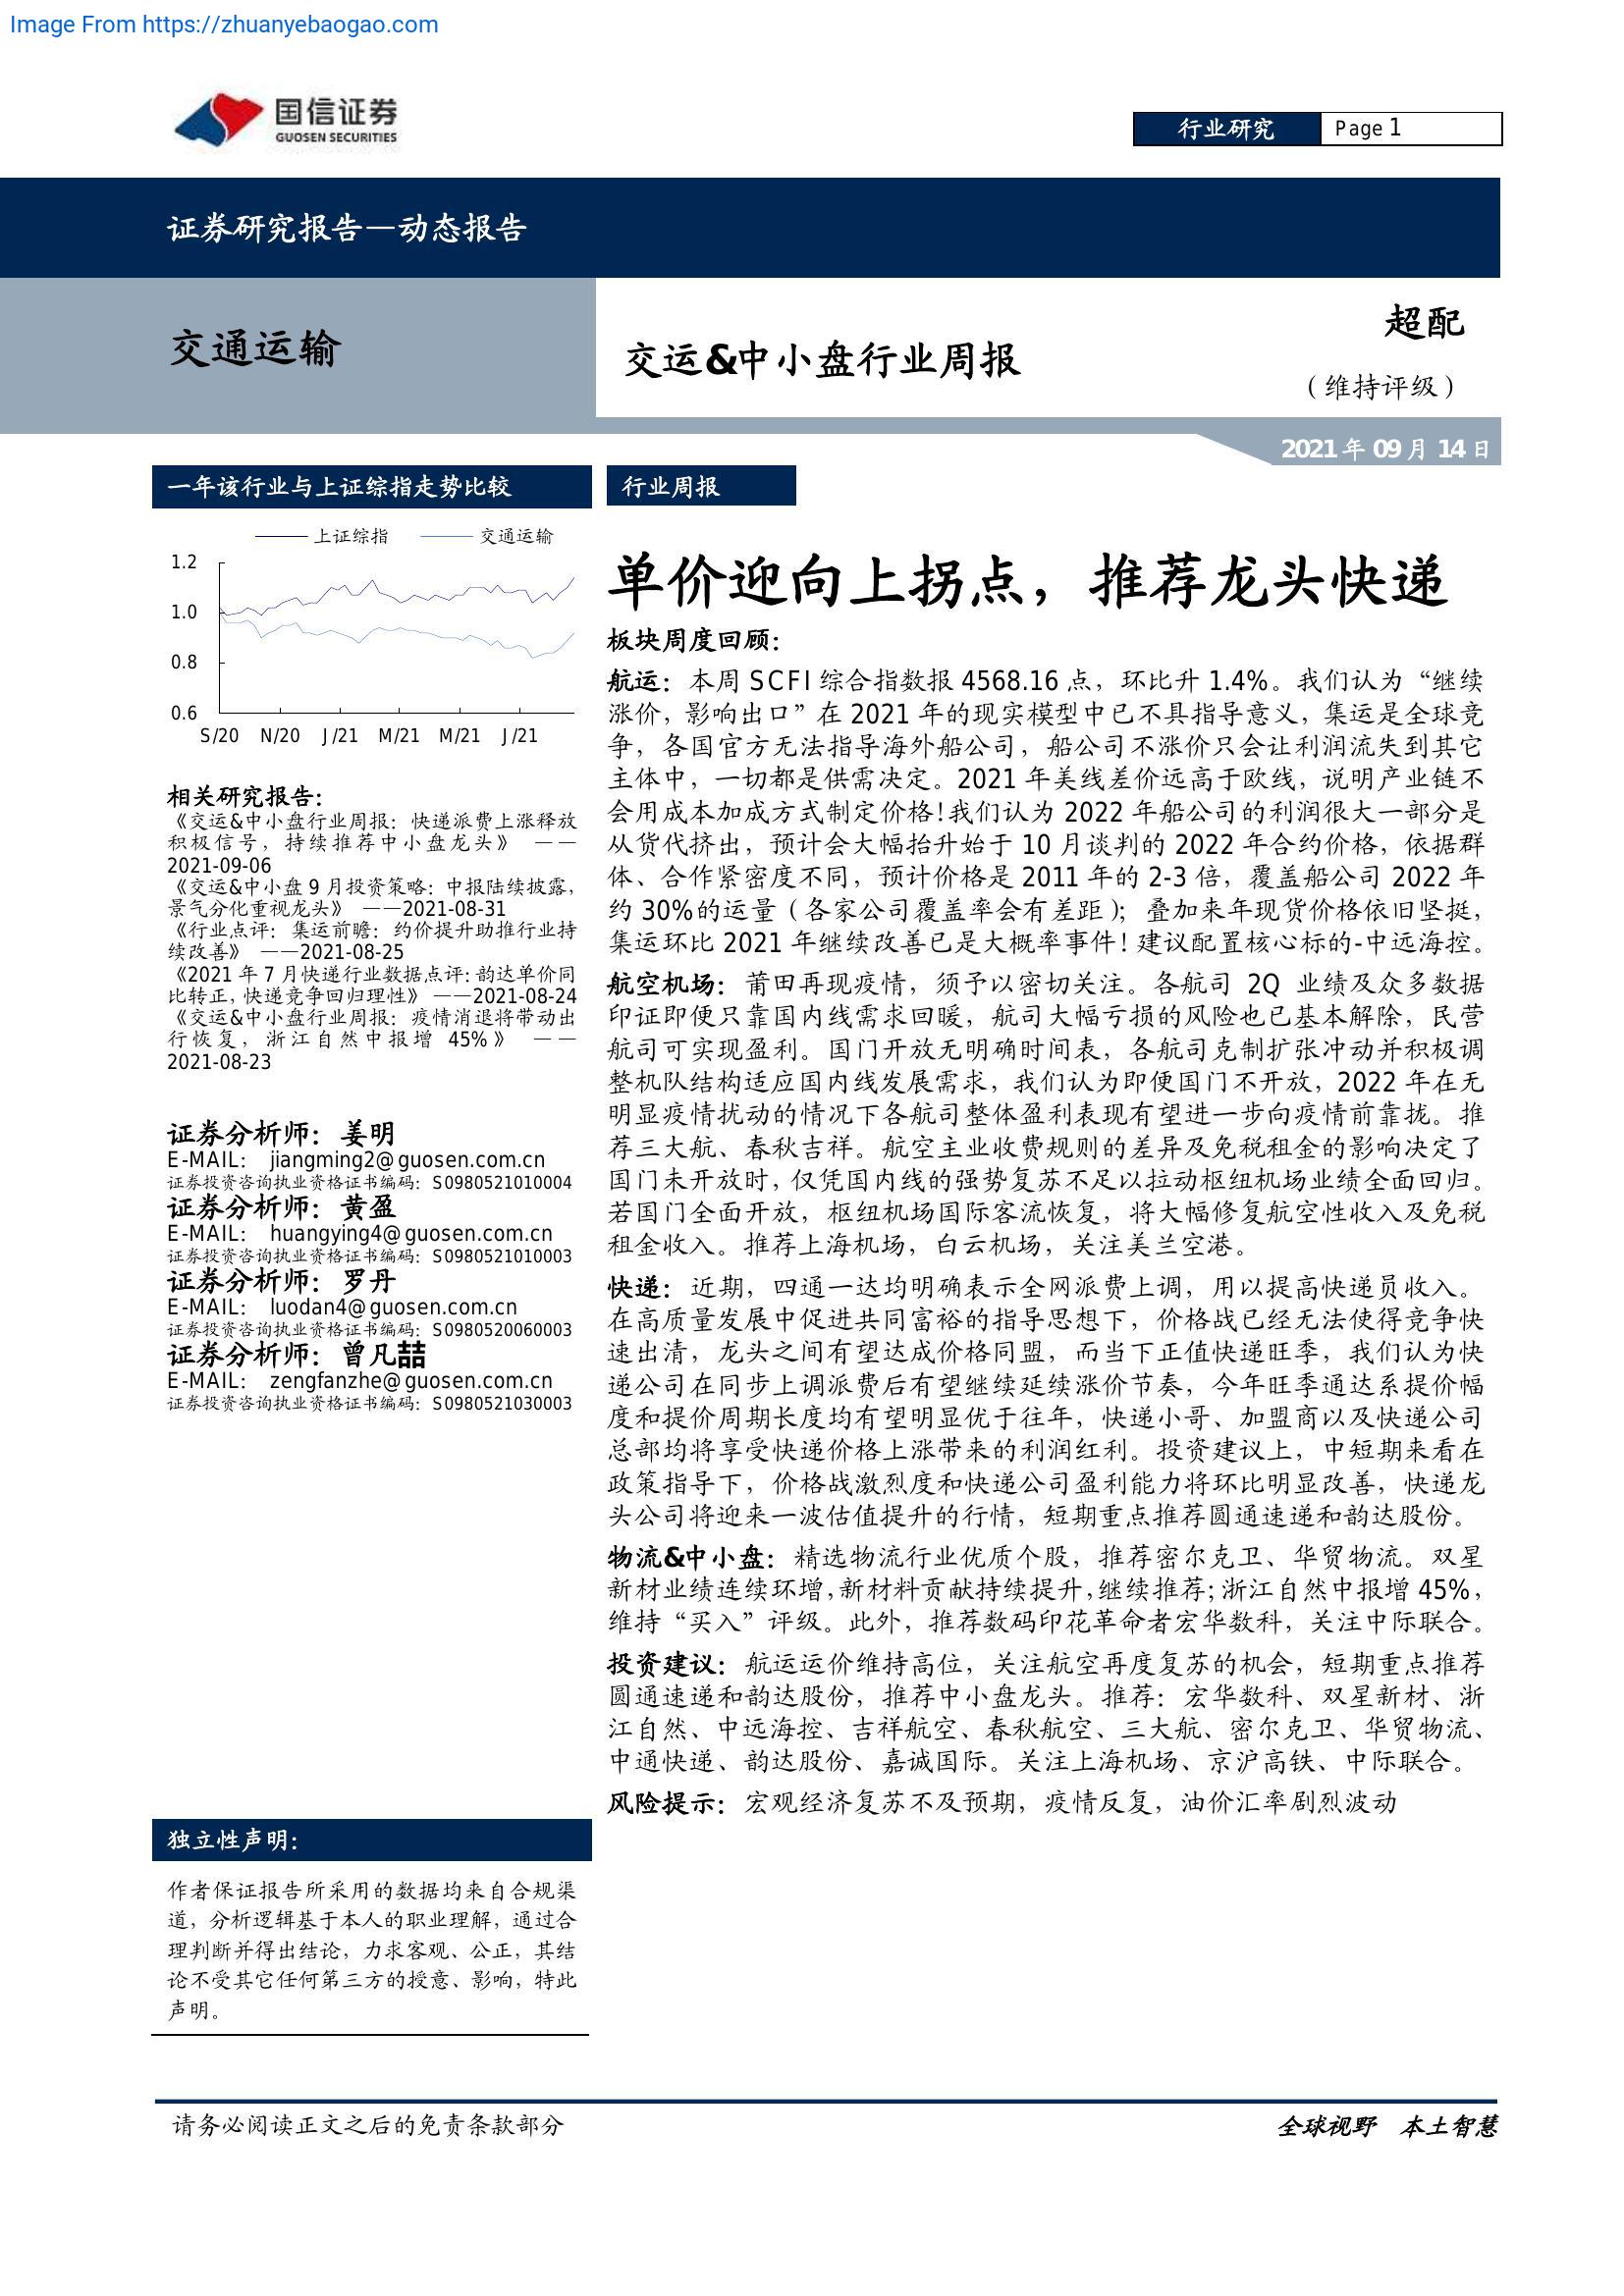 Image From https://zhuanyebaogao.com
国信证券
GUOSEN SECURITIES
行业研究
Page 1
证券研究报告—动态报告
交通运输
交运&中小盘行业周报
超配
（维持评级）
2021 年 09 月 14 日
一年该行业与上证综指走势比较
上证综指 交通运输
1.2
1.0
0.8
0.6
S/20 N/20 J/21 M/21 M/21 J/21
相关研究报告：
《交运&中小盘行业周报：快递派费上涨释放
积极信号，持续推荐中小盘龙头》 ——
2021-09-06
《交运&中小盘 9 月投资策略：中报陆续披露，
景气分化重视龙头》 ——2021-08-31
《行业点评：集运前瞻：约价提升助推行业持
续改善》 ——2021-08-25
《2021 年 7 月快递行业数据点评：韵达单价同
比转正，快递竞争回归理性》 ——2021-08-24
《交运&中小盘行业周报：疫情消退将带动出
行恢复，浙江自然中报增 45%》 ——
2021-08-23
证券分析师：姜明
E-MAIL： jiangming2@guosen.com.cn
证券投资咨询执业资格证书编码：S0980521010004
证券分析师：黄盈
E-MAIL： huangying4@guosen.com.cn
证券投资咨询执业资格证书编码：S0980521010003
证券分析师：罗丹
E-MAIL： luodan4@guosen.com.cn
证券投资咨询执业资格证书编码：S0980520060003
证券分析师：曾凡喆
E-MAIL： zengfanzhe@guosen.com.cn
证券投资咨询执业资格证书编码：S0980521030003
独立性声明：
作者保证报告所采用的数据均来自合规渠
道，分析逻辑基于本人的职业理解，通过合
理判断并得出结论，力求客观、公正，其结
论不受其它任何第三方的授意、影响，特此
声明。
行业周报
单价迎向上拐点，推荐龙头快递
板块周度回顾：
航运：本周 SCFI 综合指数报 4568.16 点，环比升 1.4%。我们认为“继续
涨价，影响出口”在 2021 年的现实模型中已不具指导意义，集运是全球竞
争，各国官方无法指导海外船公司，船公司不涨价只会让利润流失到其它
主体中，一切都是供需决定。2021 年美线差价远高于欧线，说明产业链不
会用成本加成方式制定价格！我们认为 2022 年船公司的利润很大一部分是
从货代挤出，预计会大幅抬升始于 10 月谈判的 2022 年合约价格，依据群
体、合作紧密度不同，预计价格是 2011 年的 2-3 倍，覆盖船公司 2022 年
约 30%的运量（各家公司覆盖率会有差距）；叠加来年现货价格依旧坚挺，
集运环比 2021 年继续改善已是大概率事件！建议配置核心标的-中远海控。
航空机场：莆田再现疫情，须予以密切关注。各航司 2Q 业绩及众多数据
印证即便只靠国内线需求回暖，航司大幅亏损的风险也已基本解除，民营
航司可实现盈利。国门开放无明确时间表，各航司克制扩张冲动并积极调
整机队结构适应国内线发展需求，我们认为即便国门不开放，2022 年在无
明显疫情扰动的情况下各航司整体盈利表现有望进一步向疫情前靠拢。推
荐三大航、春秋吉祥。航空主业收费规则的差异及免税租金的影响决定了
国门未开放时，仅凭国内线的强势复苏不足以拉动枢纽机场业绩全面回归。
若国门全面开放，枢纽机场国际客流恢复，将大幅修复航空性收入及免税
租金收入。推荐上海机场，白云机场，关注美兰空港。
快递：近期，四通一达均明确表示全网派费上调，用以提高快递员收入。
在高质量发展中促进共同富裕的指导思想下，价格战已经无法使得竞争快
速出清，龙头之间有望达成价格同盟，而当下正值快递旺季，我们认为快
递公司在同步上调派费后有望继续延续涨价节奏，今年旺季通达系提价幅
度和提价周期长度均有望明显优于往年，快递小哥、加盟商以及快递公司
总部均将享受快递价格上涨带来的利润红利。投资建议上，中短期来看在
政策指导下，价格战激烈度和快递公司盈利能力将环比明显改善，快递龙
头公司将迎来一波估值提升的行情，短期重点推荐圆通速递和韵达股份。
物流&中小盘：精选物流行业优质个股，推荐密尔克卫、华贸物流。双星
新材业绩连续环增，新材料贡献持续提升，继续推荐；浙江自然中报增 45%，
维持“买入”评级。此外，推荐数码印花革命者宏华数科，关注中际联合。
投资建议：航运运价维持高位，关注航空再度复苏的机会，短期重点推荐
圆通速递和韵达股份，推荐中小盘龙头。推荐：宏华数科、双星新材、浙
江自然、中远海控、吉祥航空、春秋航空、三大航、密尔克卫、华贸物流、
中通快递、韵达股份、嘉诚国际。关注上海机场、京沪高铁、中际联合。
风险提示：宏观经济复苏不及预期，疫情反复，油价汇率剧烈波动
请务必阅读正文之后的免责条款部分
全球视野 本土智慧